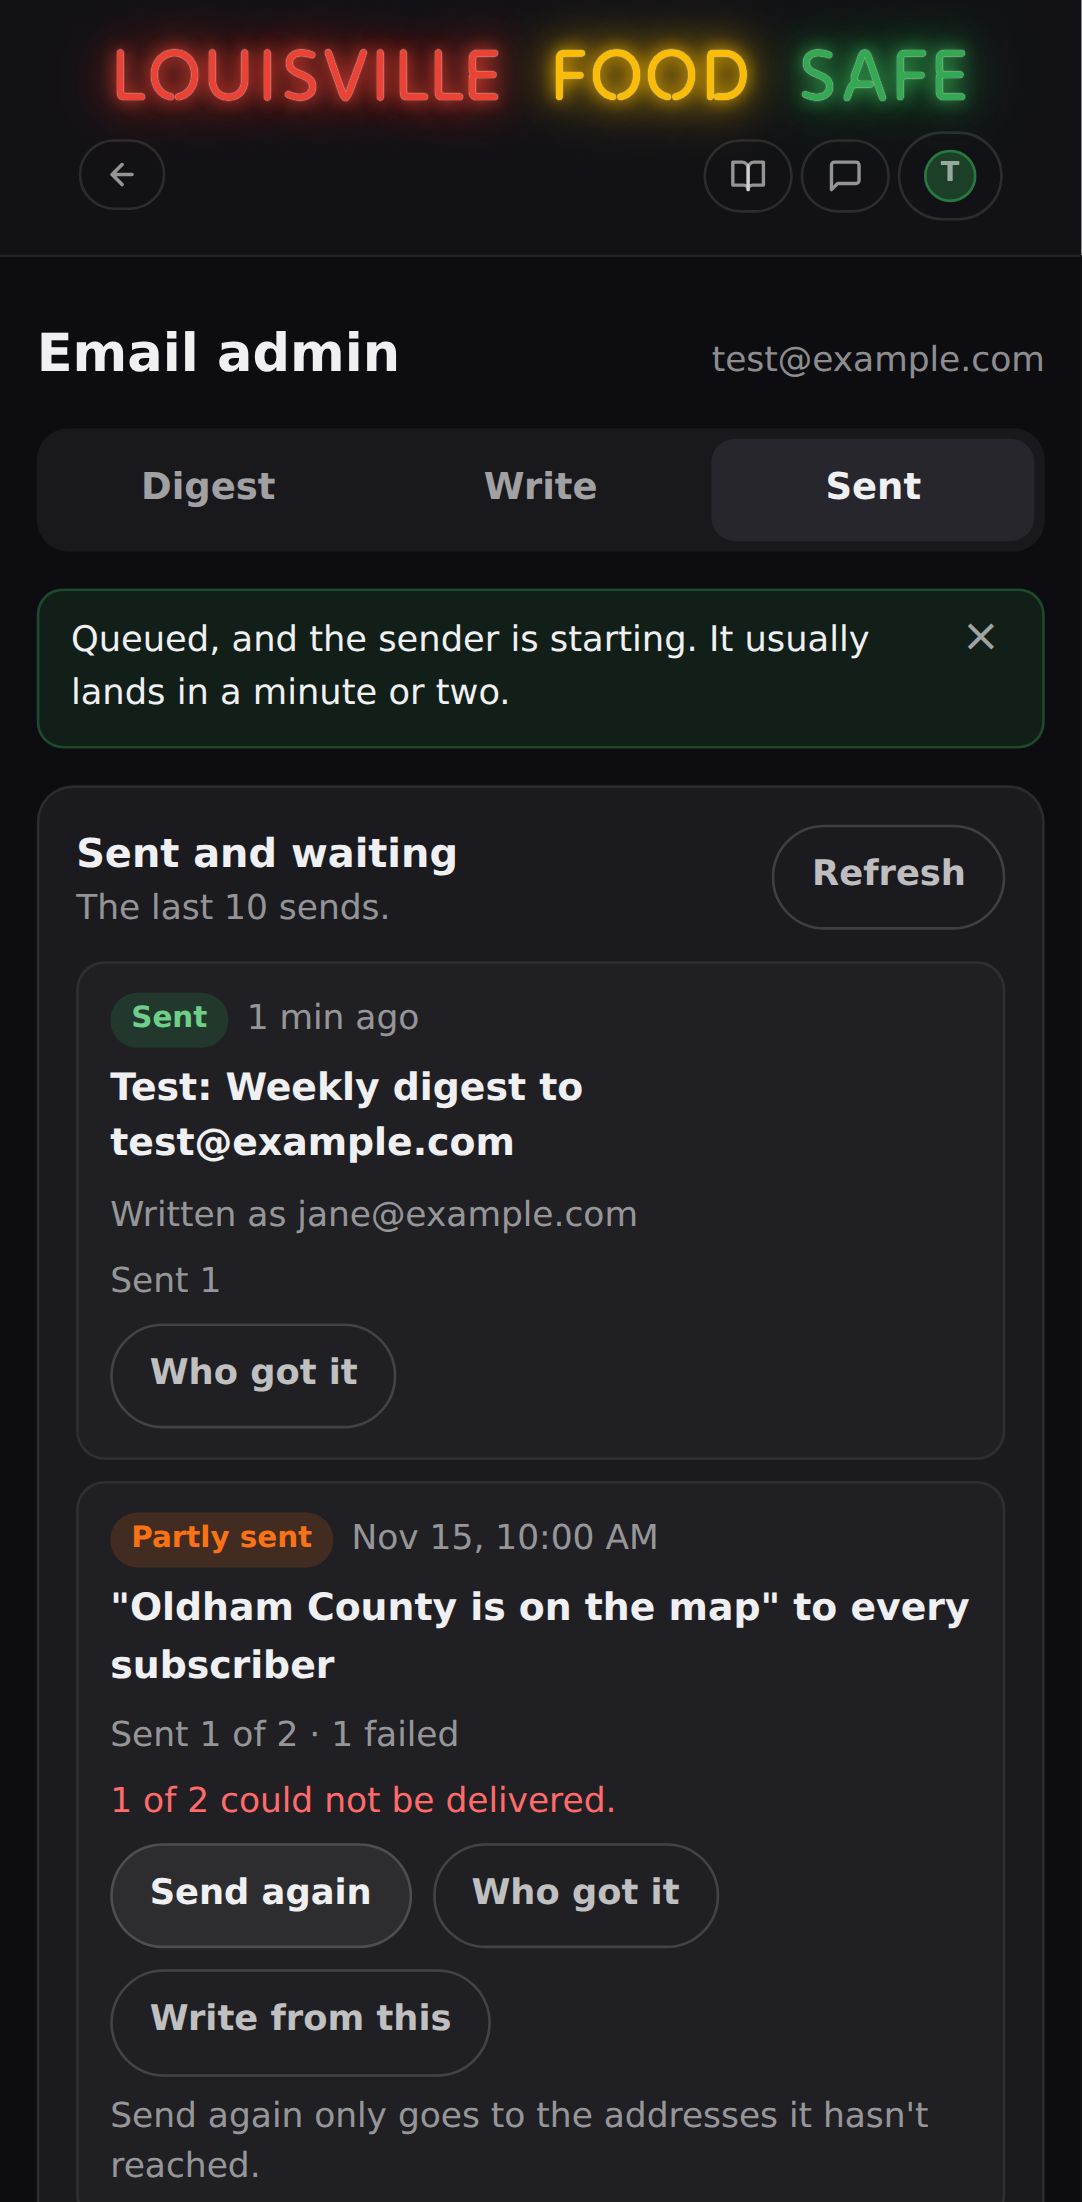 LOUISVILLE FOOD SAFE
T
Email admin
test@example.com
Digest
Write
Sent
Queued, and the sender is starting. It usually
lands in a minute or two.
Sent and waiting
The last 10 sends.
Refresh
Sent
1 min ago
Test: Weekly digest to
test@example.com
Written as jane@example.com
Sent 1
Who got it
Partly sent
Nov 15, 10:00 AM
"Oldham County is on the map" to every
subscriber
Sent 1 of 2 · 1 failed
1 of 2 could not be delivered.
Send again
Who got it
Write from this
Send again only goes to the addresses it hasn't
reached.